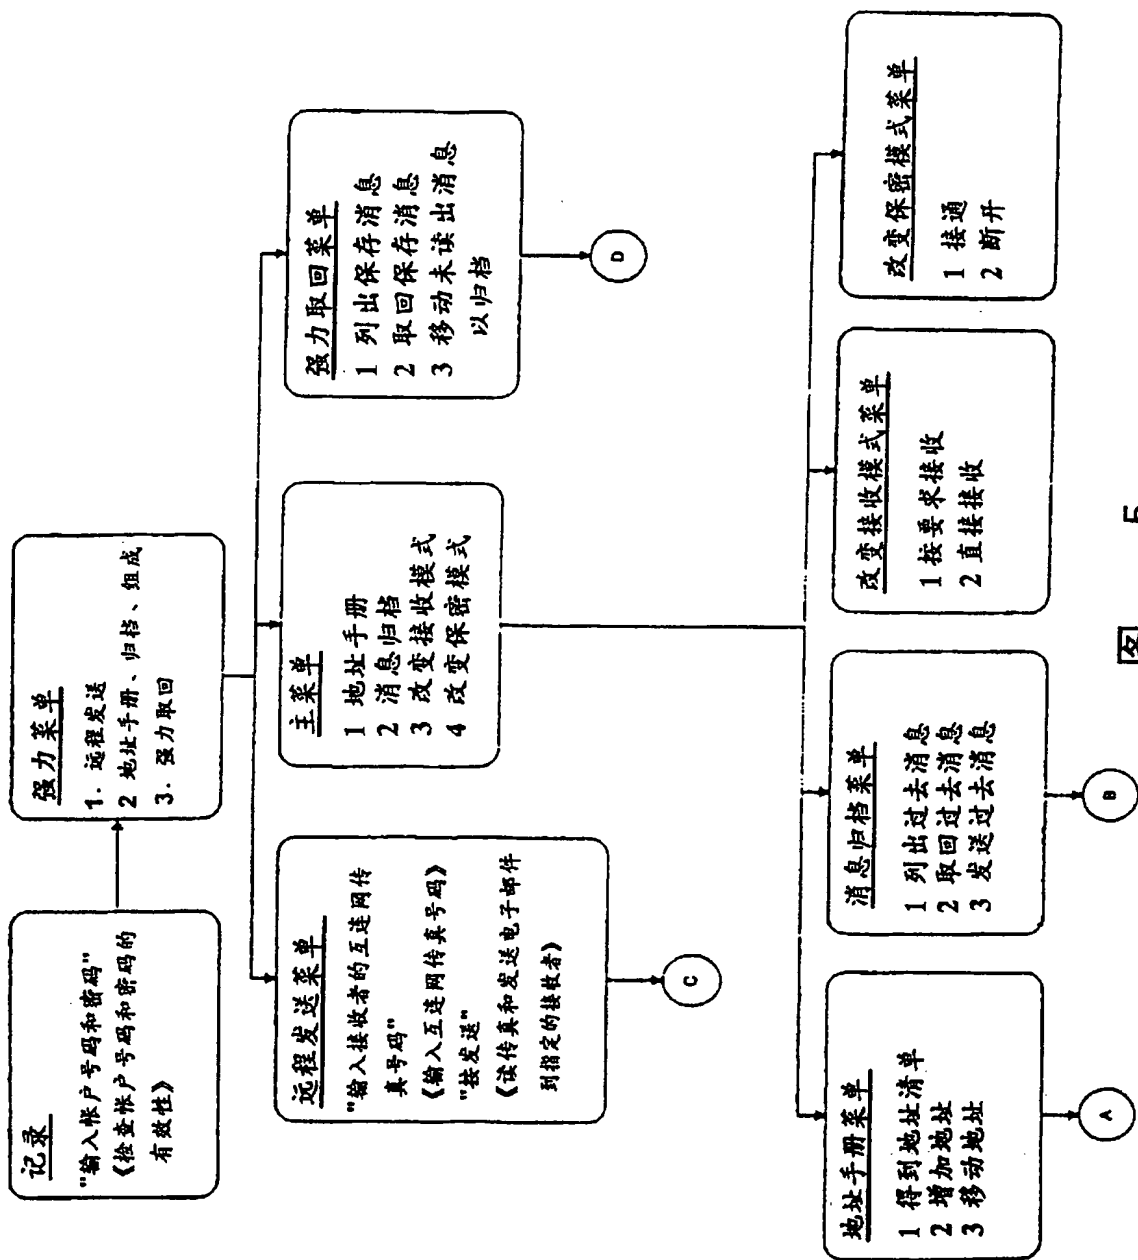 记录
"输入帐户号码和密码"
《检查帐户号码和密码的
有效性》
强力菜单
1. 远程发送
2 地址手册、归档、组成
3. 强力取回
远程发送菜单
"输入接收者的互连网传
真号码"
《输入互连网传真号码》
"按发送"
《读传真和发送电子邮件
到指定的接收者》
C
主菜单
1 地址手册
2 消息归档
3 改变接收模式
4 改变保密模式
强力取回菜单
1 列出保存消息
2 取回保存消息
3 移动未读出消息
以归档
D
地址手册菜单
1 得到地址清单
2 增加地址
3 移动地址
A
消息归档菜单
1 列出过去消息
2 取回过去消息
3 发送过去消息
B
改变接收模式菜单
1 按要求接收
2 直接接收
改变保密模式菜单
1 接通
2 断开
图 5